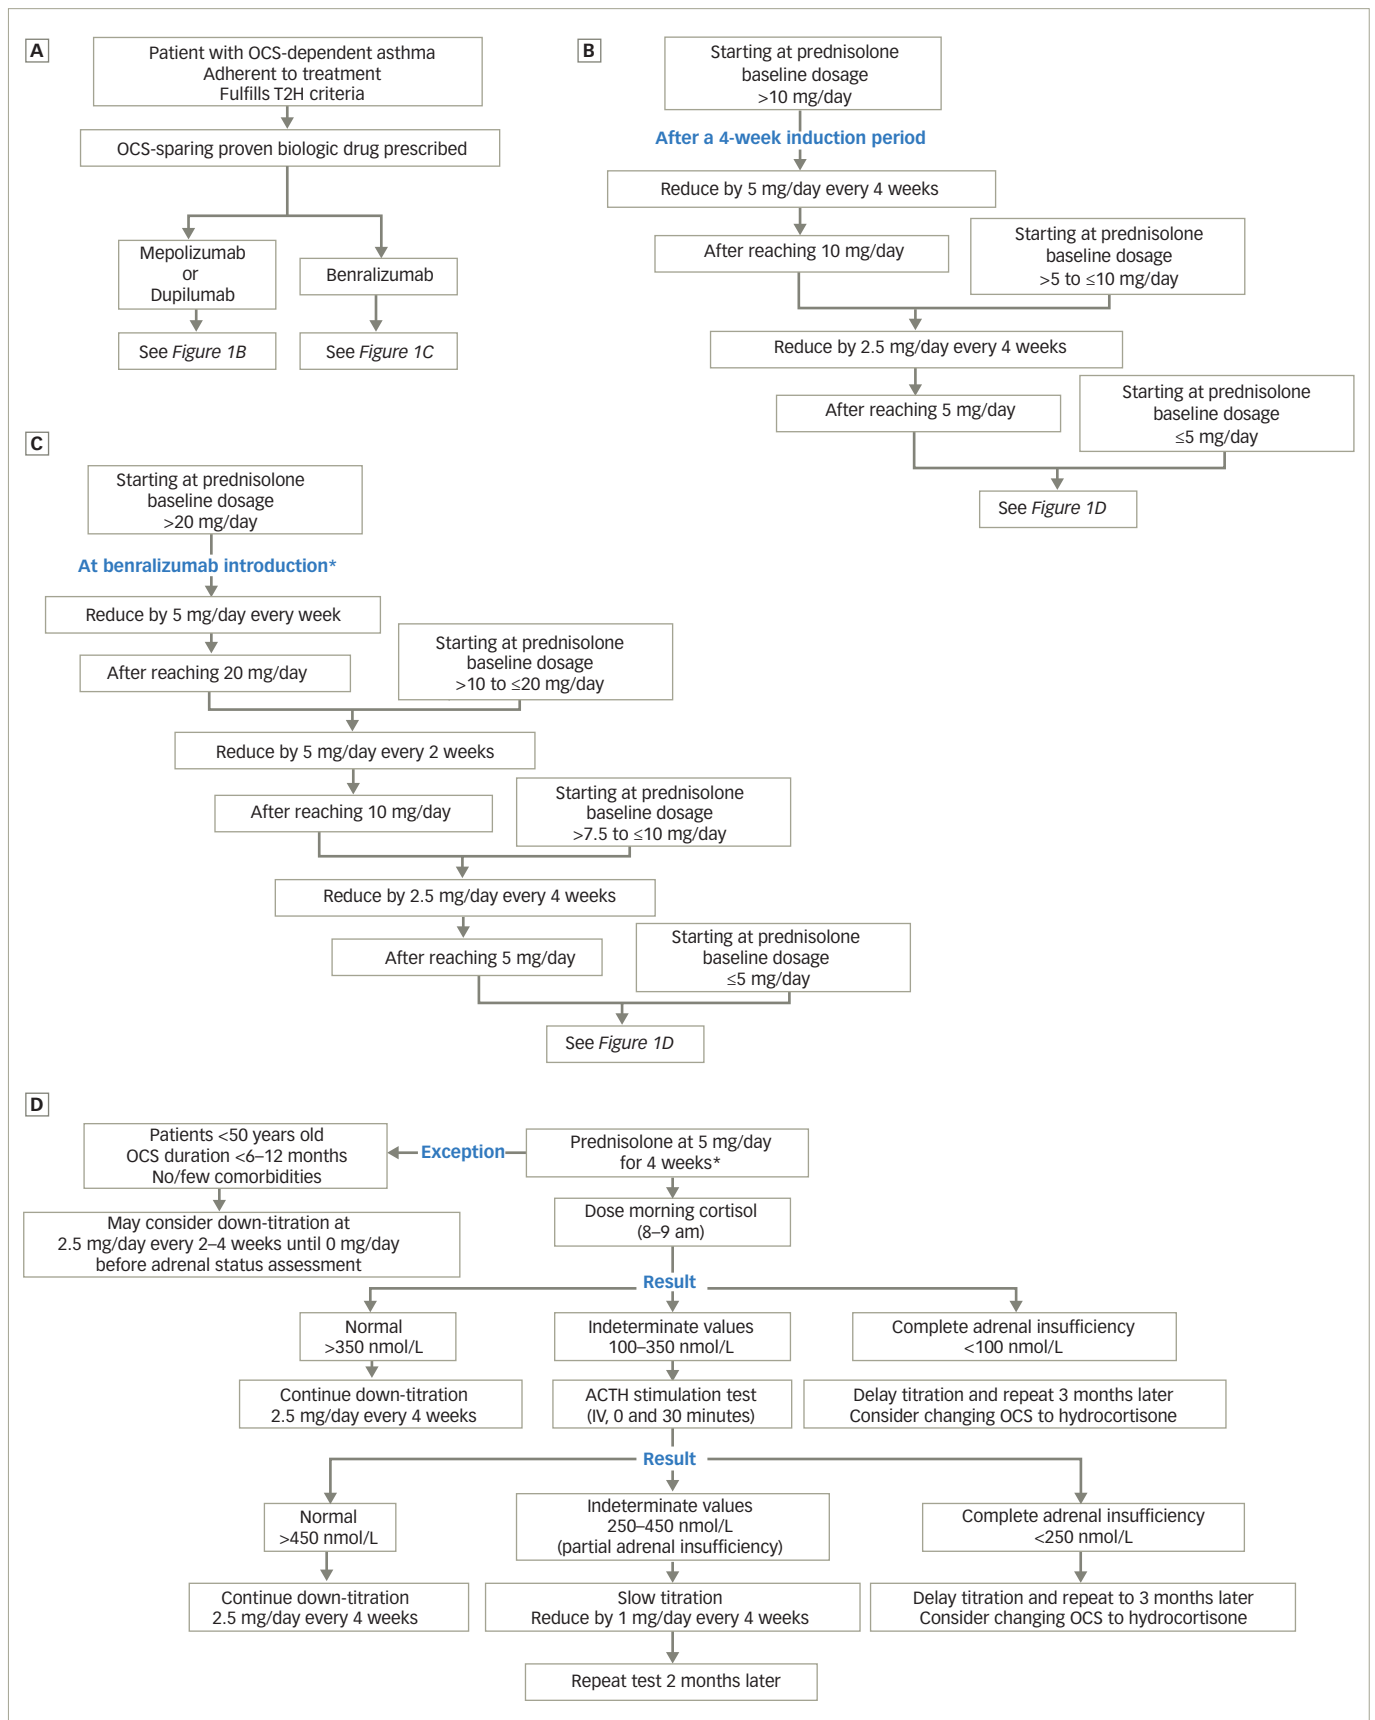 A
Patient with OCS-dependent asthma
Adherent to treatment
Fulfills T2H criteria
OCS-sparing proven biologic drug prescribed
Mepolizumab
or
Dupilumab
Benralizumab
See Figure 1B
See Figure 1C
B
Starting at prednisolone
baseline dosage
>10 mg/day
After a 4-week induction period
Reduce by 5 mg/day every 4 weeks
After reaching 10 mg/day
Starting at prednisolone
baseline dosage
>5 to ≤10 mg/day
Reduce by 2.5 mg/day every 4 weeks
After reaching 5 mg/day
Starting at prednisolone
baseline dosage
≤5 mg/day
See Figure 1D
C
Starting at prednisolone
baseline dosage
>20 mg/day
At benralizumab introduction*
Reduce by 5 mg/day every week
After reaching 20 mg/day
Starting at prednisolone
baseline dosage
>10 to ≤20 mg/day
Reduce by 5 mg/day every 2 weeks
After reaching 10 mg/day
Starting at prednisolone
baseline dosage
>7.5 to ≤10 mg/day
Reduce by 2.5 mg/day every 4 weeks
After reaching 5 mg/day
Starting at prednisolone
baseline dosage
≤5 mg/day
See Figure 1D
D
Patients <50 years old
OCS duration <6–12 months
No/few comorbidities
Exception
Prednisolone at 5 mg/day
for 4 weeks*
May consider down-titration at
2.5 mg/day every 2–4 weeks until 0 mg/day
before adrenal status assessment
Dose morning cortisol
(8–9 am)
Result
Normal
>350 nmol/L
Indeterminate values
100–350 nmol/L
Complete adrenal insufficiency
<100 nmol/L
Continue down-titration
2.5 mg/day every 4 weeks
ACTH stimulation test
(IV, 0 and 30 minutes)
Delay titration and repeat 3 months later
Consider changing OCS to hydrocortisone
Result
Normal
>450 nmol/L
Indeterminate values
250–450 nmol/L
(partial adrenal insufficiency)
Complete adrenal insufficiency
<250 nmol/L
Continue down-titration
2.5 mg/day every 4 weeks
Slow titration
Reduce by 1 mg/day every 4 weeks
Delay titration and repeat to 3 months later
Consider changing OCS to hydrocortisone
Repeat test 2 months later